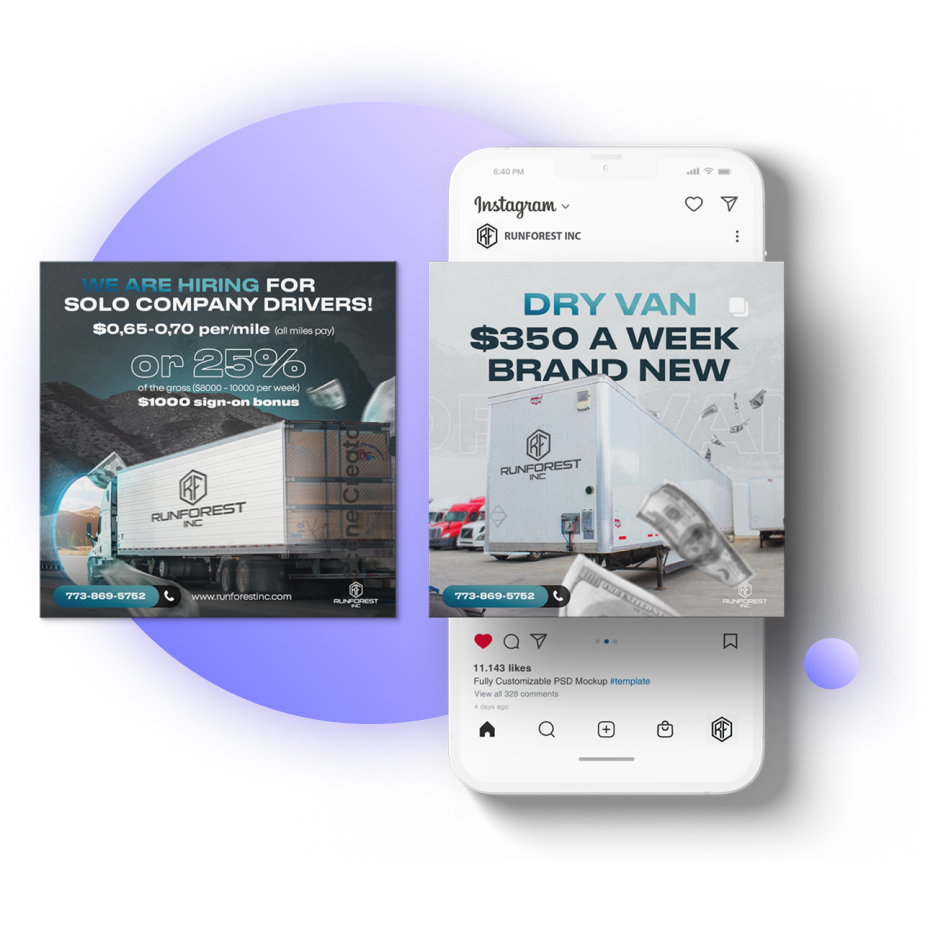 6:40 PM
Instagram
RUNFOREST INC
WE ARE HIRING FOR
SOLO COMPANY DRIVERS!
$0,65-0,70 per/mile (all miles pay)
or 25%
of the gross ($8000 - 10000 per week)
$1000 sign-on bonus
RF
RUNFOREST
INC
773-869-5752
www.runforestinc.com
RF
RUNFOREST
INC
DRY VAN
$350 A WEEK
BRAND NEW
RF
RUNFOREST
INC
773-869-5752
RF
RUNFOREST
INC
11.143 likes
Fully Customizable PSD Mockup #template
View all 328 comments
4 days ago